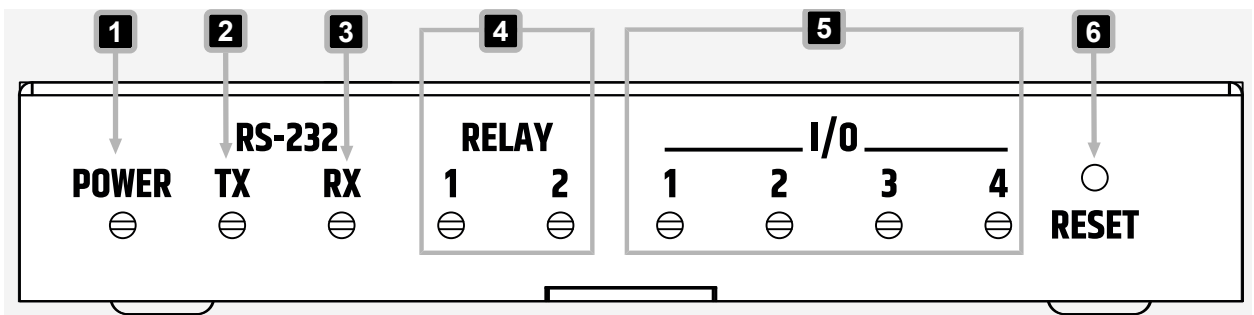 1 2 3 4 5 6
RS-232 RELAY I/O
POWER TX RX 1 2 1 2 3 4
RESET